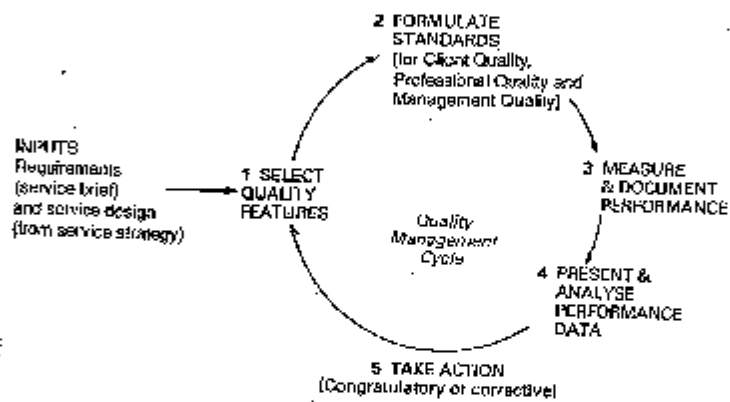 INPUTS
Requirements
(service brief)
and service design
(from service strategy)
1 SELECT
QUALITY
FEATURES
2 FORMULATE
STANDARDS
[for Client Quality,
Professional Quality and
Management Quality]
3 MEASURE
& DOCUMENT
PERFORMANCE
4 PRESENT &
ANALYSE
PERFORMANCE
DATA
5 TAKE ACTION
(Congratulatory or corrective)
Quality
Management
Cycle